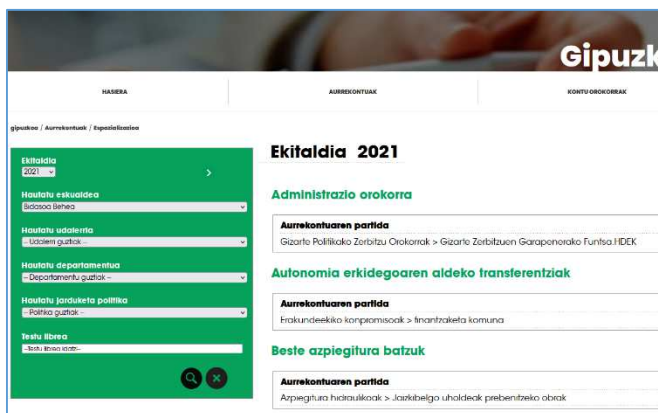 Gipuzk
HASIERA
AURREKONTUAK
KONTU OROKORRAK
gipuzkoa / Aurrekontuak / Espazializazioa
Ekitaldia
2021
Hautatu eskualdea
Bidasoa Behea
Hautatu udalerria
-- Udalerri guztiak --
Hautatu departamentua
-- Departamentu guztiak --
Hautatu jarduketa politika
-- Politika guztiak --
Testu librea
--Testu librea idatzi--
Ekitaldia 2021
Administrazio orokorra
Aurrekontuaren partida
Gizarte Politikako Zerbitzu Orokorrak > Gizarte Zerbitzuen Garapenerako Funtsa.HDEK
Autonomia erkidegoaren aldeko transferentziak
Aurrekontuaren partida
Erakundeekiko konpromisoak > finantzaketa komuna
Beste azpiegitura batzuk
Aurrekontuaren partida
Azpiegitura hidraulikoak > Jaizkibelgo uholdeak prebenitzeko obrak